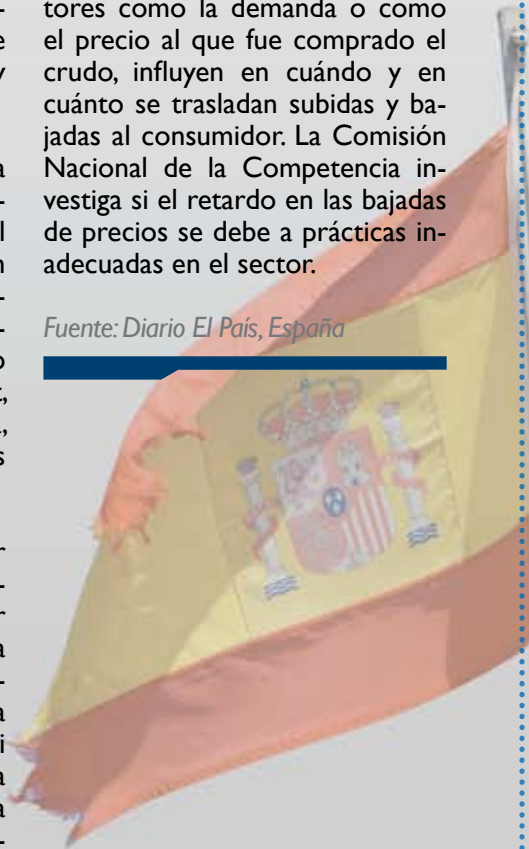 tores como la demanda o como
el precio al que fue comprado el
crudo, influyen en cuándo y en
cuánto se trasladan subidas y ba-
jadas al consumidor. La Comisión
Nacional de la Competencia in-
vestiga si el retardo en las bajadas
de precios se debe a prácticas in-
adecuadas en el sector.
Fuente: Diario El País, España